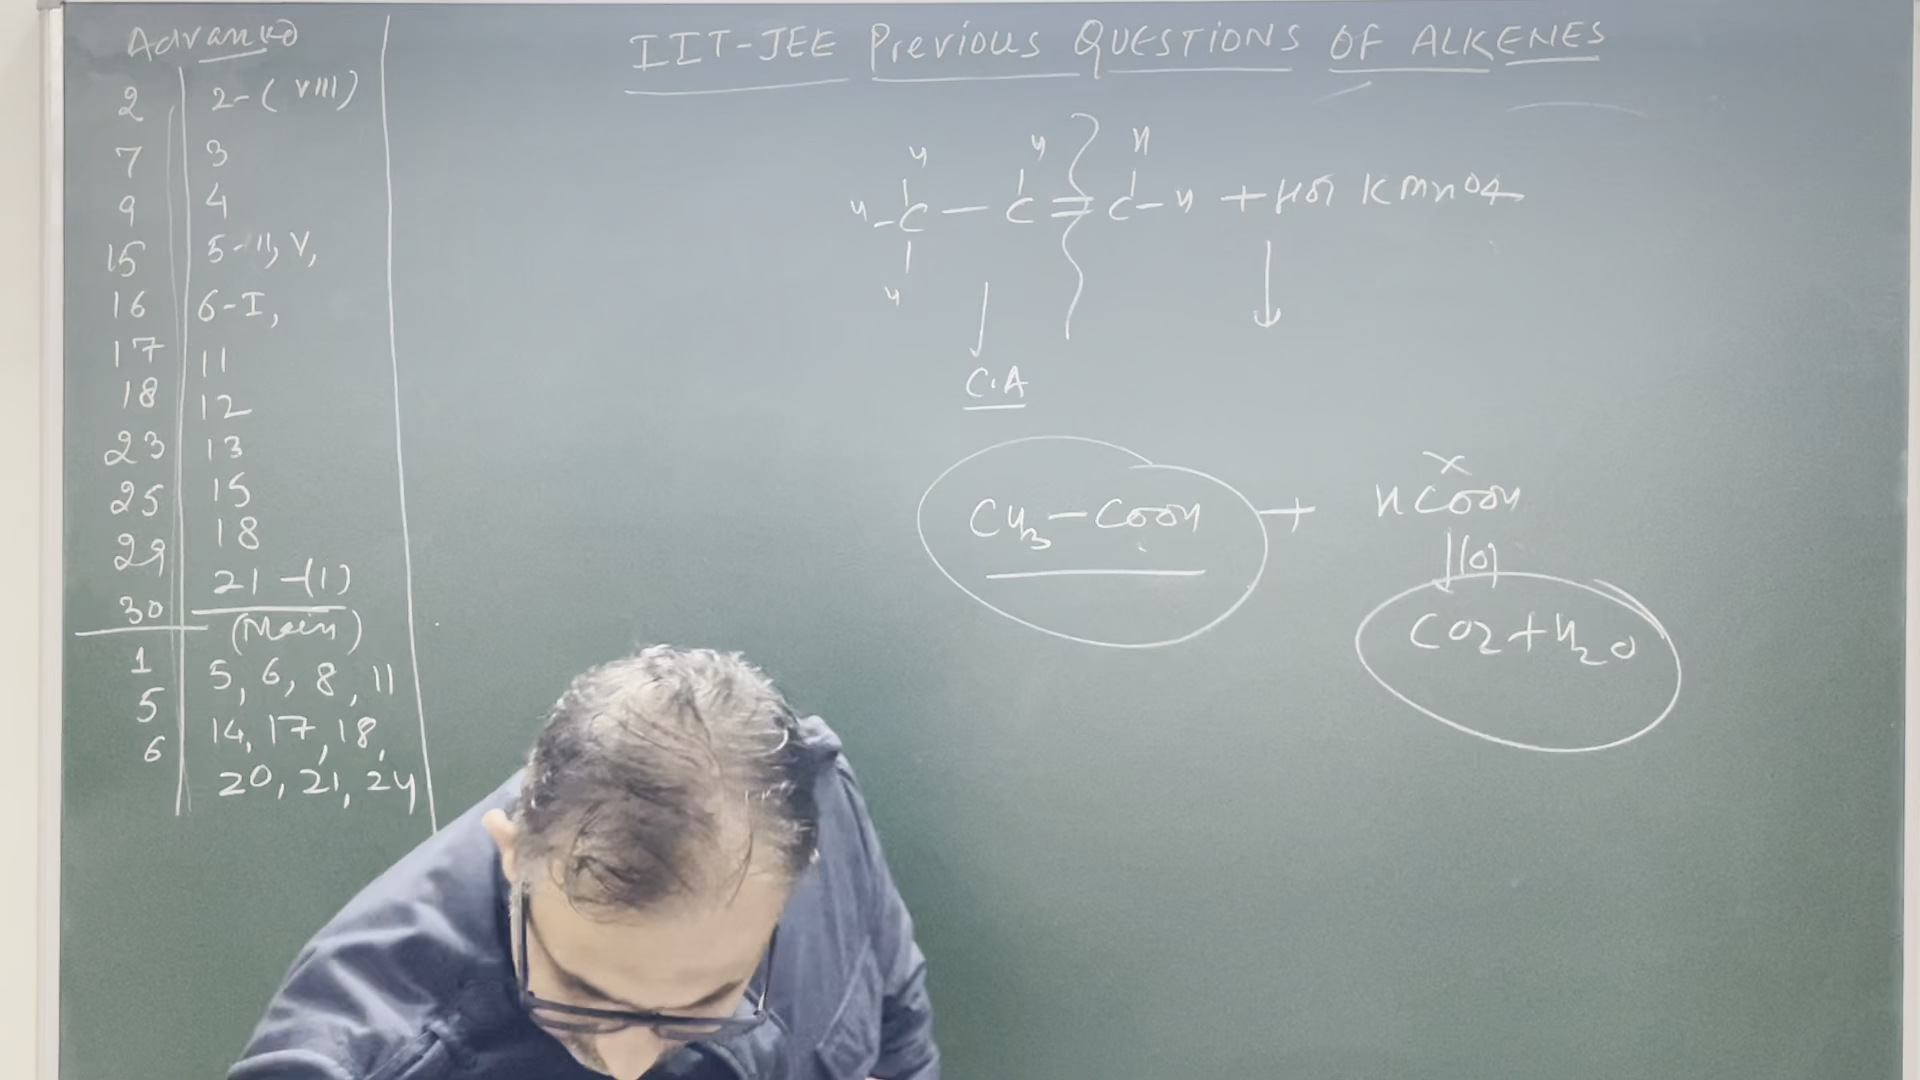 Advanced
IIT-JEE Previous QUESTIONS OF ALKENES
2 2-(VIII)
7 3
9 4
15 5-II, V,
16 6-I,
17 11
18 12
23 13
25 15
29 18
30 21-(1)
(Main)
1 5, 6, 8, 11
5 14, 17, 18,
6 20, 21, 24
H H H
H-C-C=C-H + Hot KMnO4
H
C.A
CH3-COOH + HCOOH
x
(O)
CO2+H2O